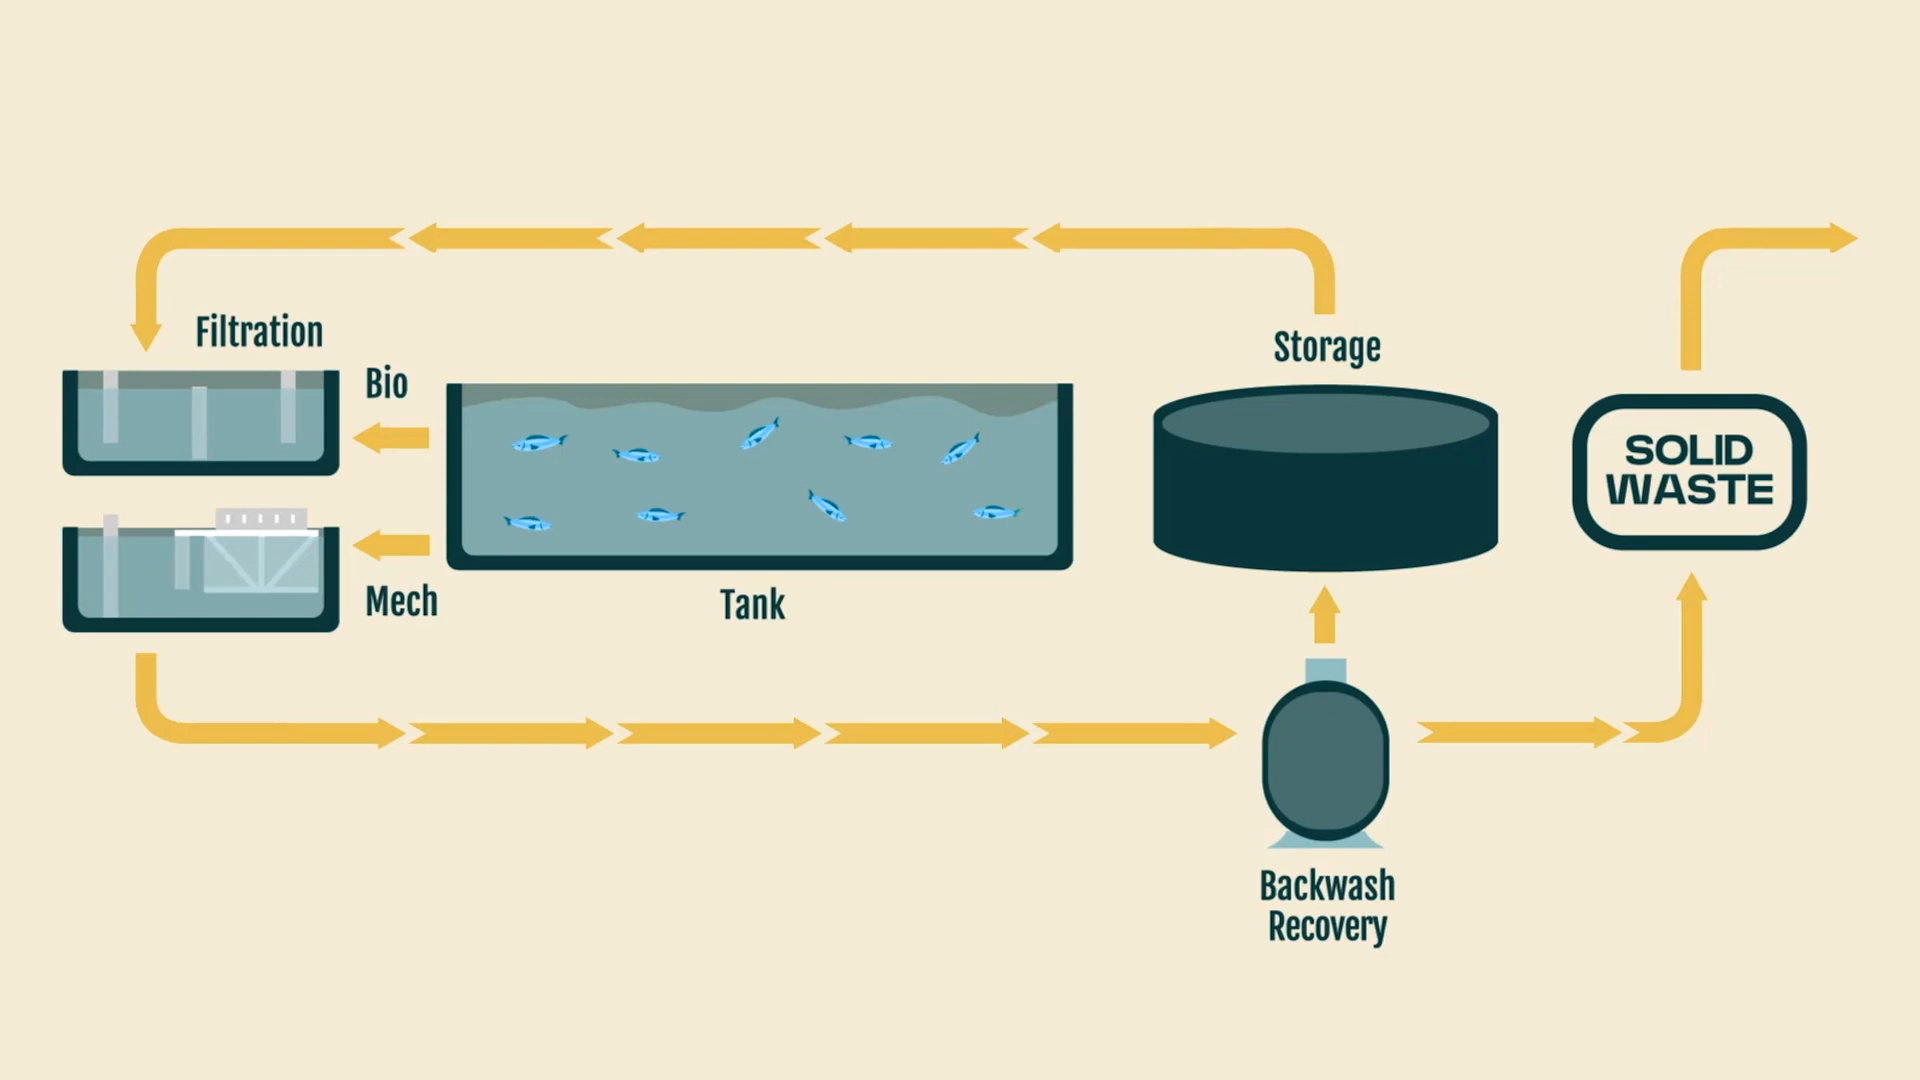 Filtration
Bio
Mech
Tank
Storage
SOLID
WASTE
Backwash
Recovery